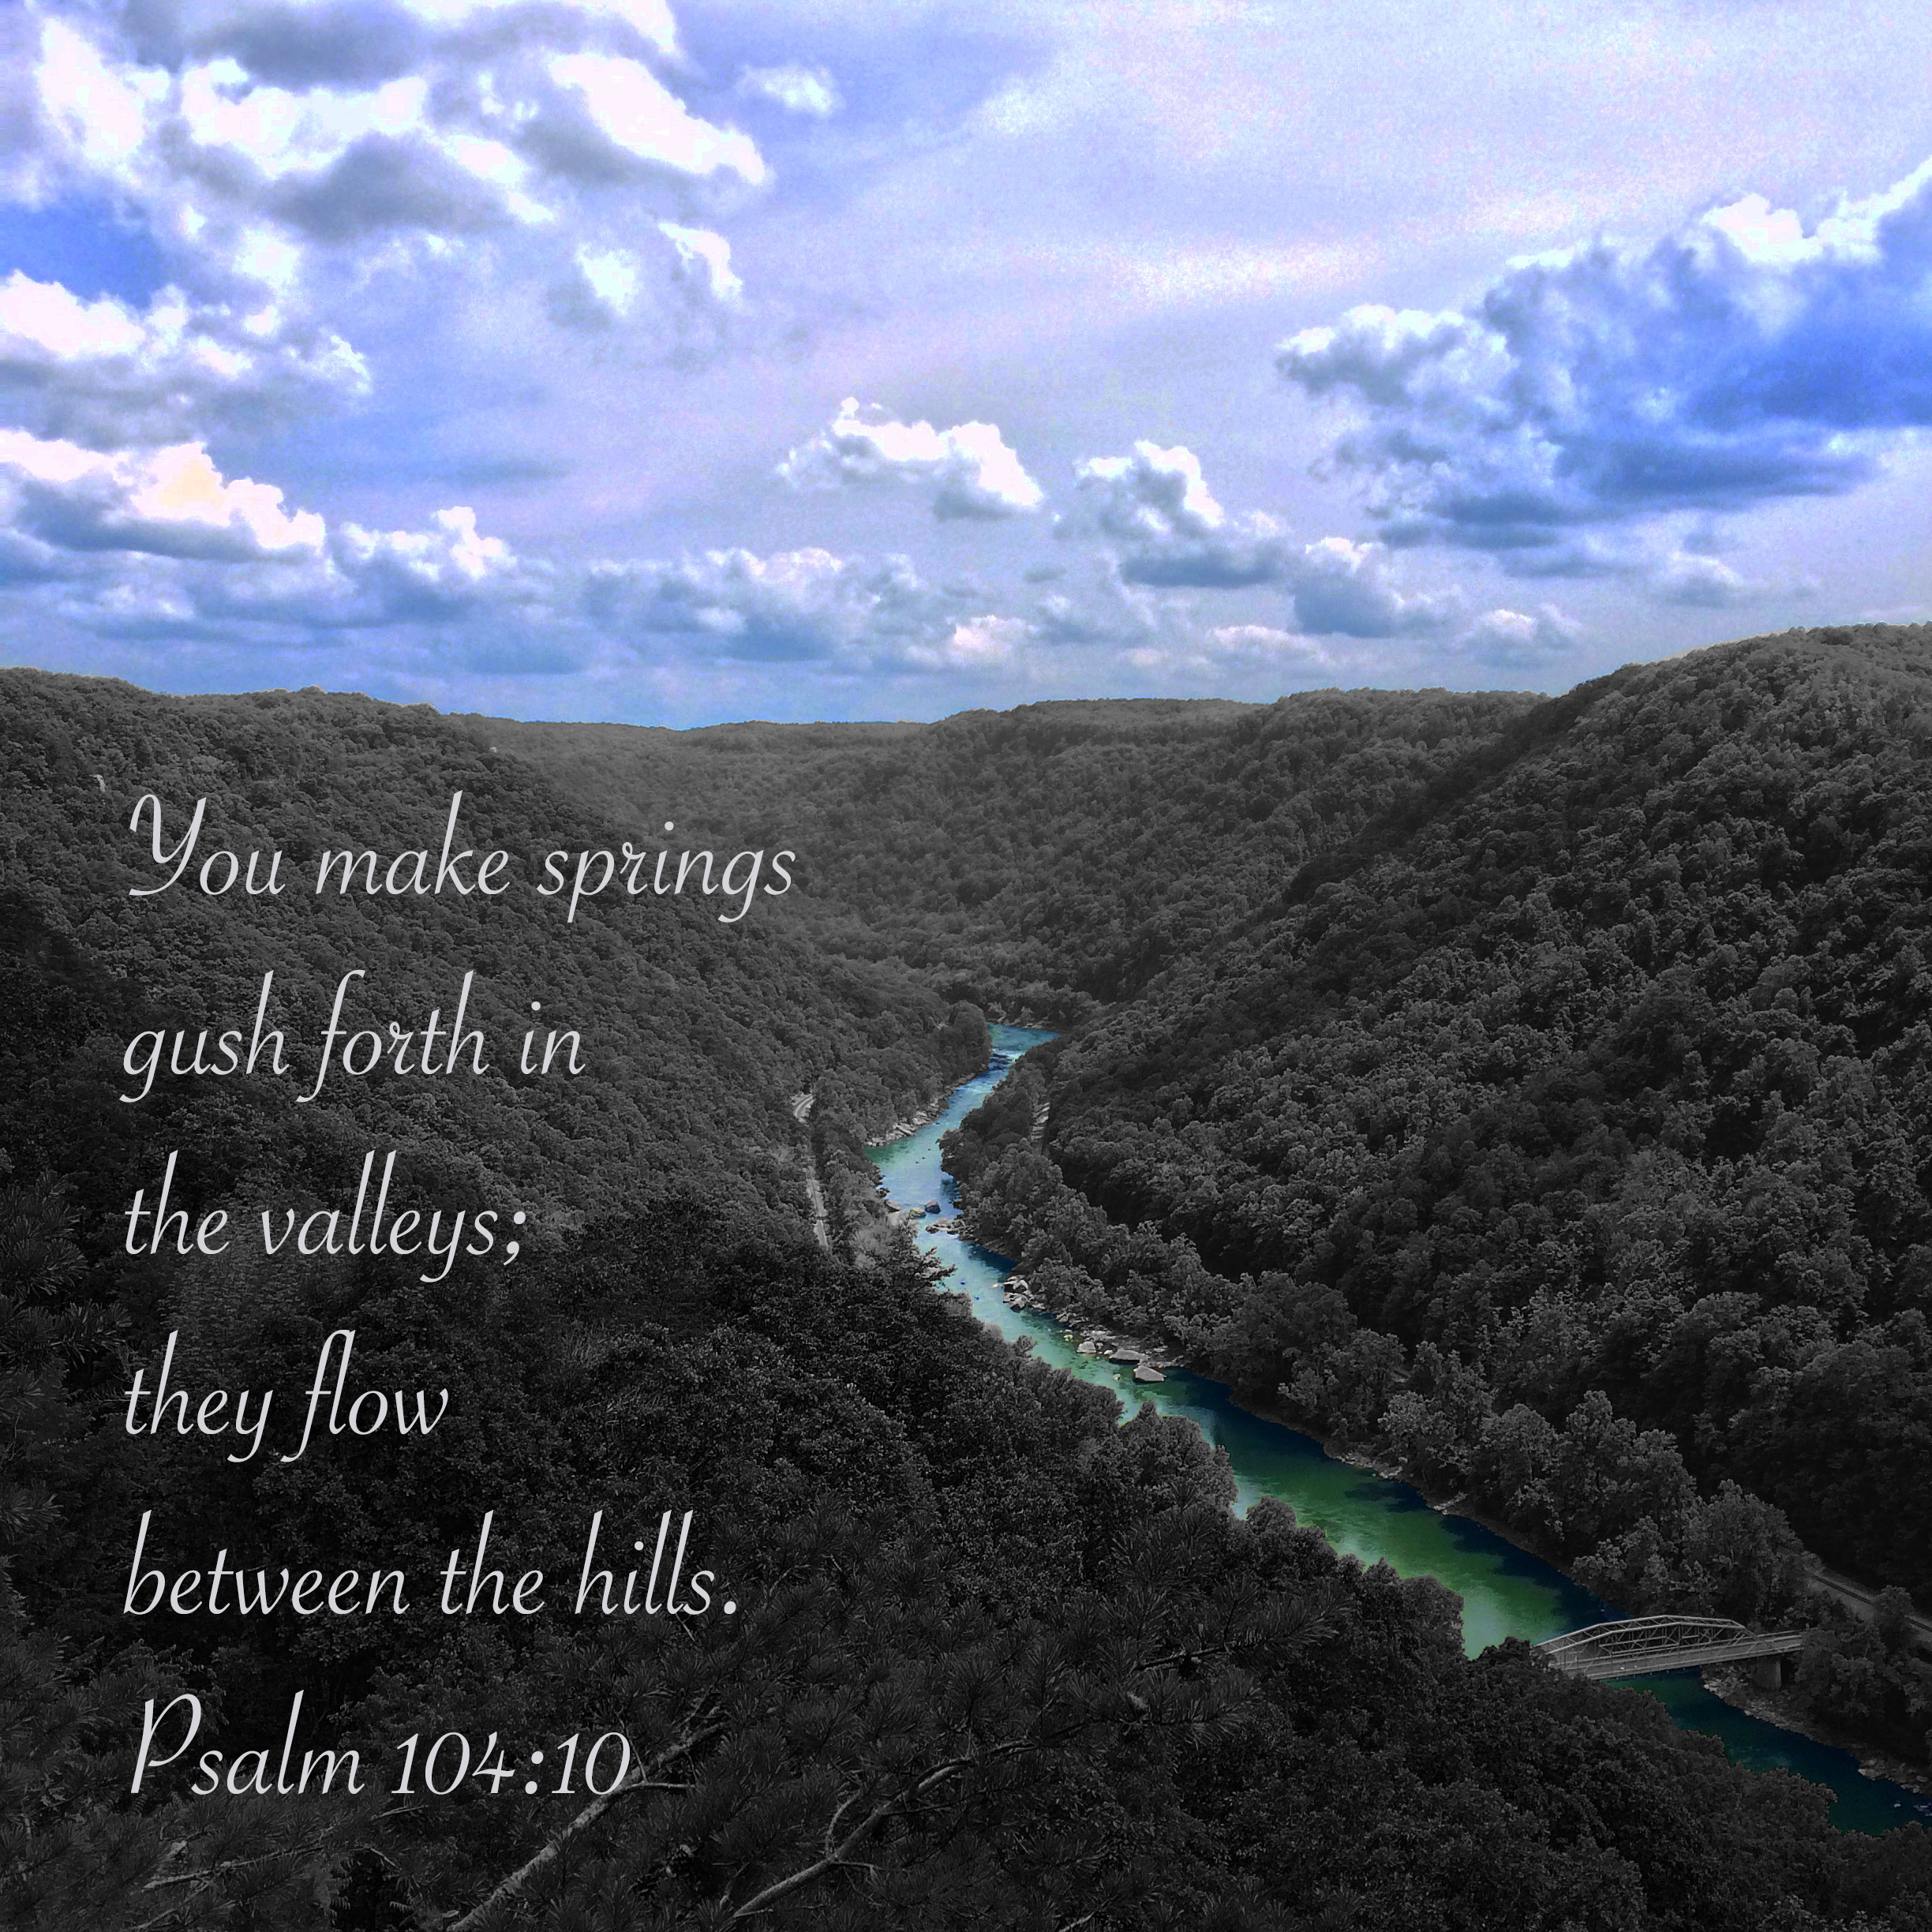 You make springs
gush forth in
the valleys;
they flow
between the hills.
Psalm 104:10